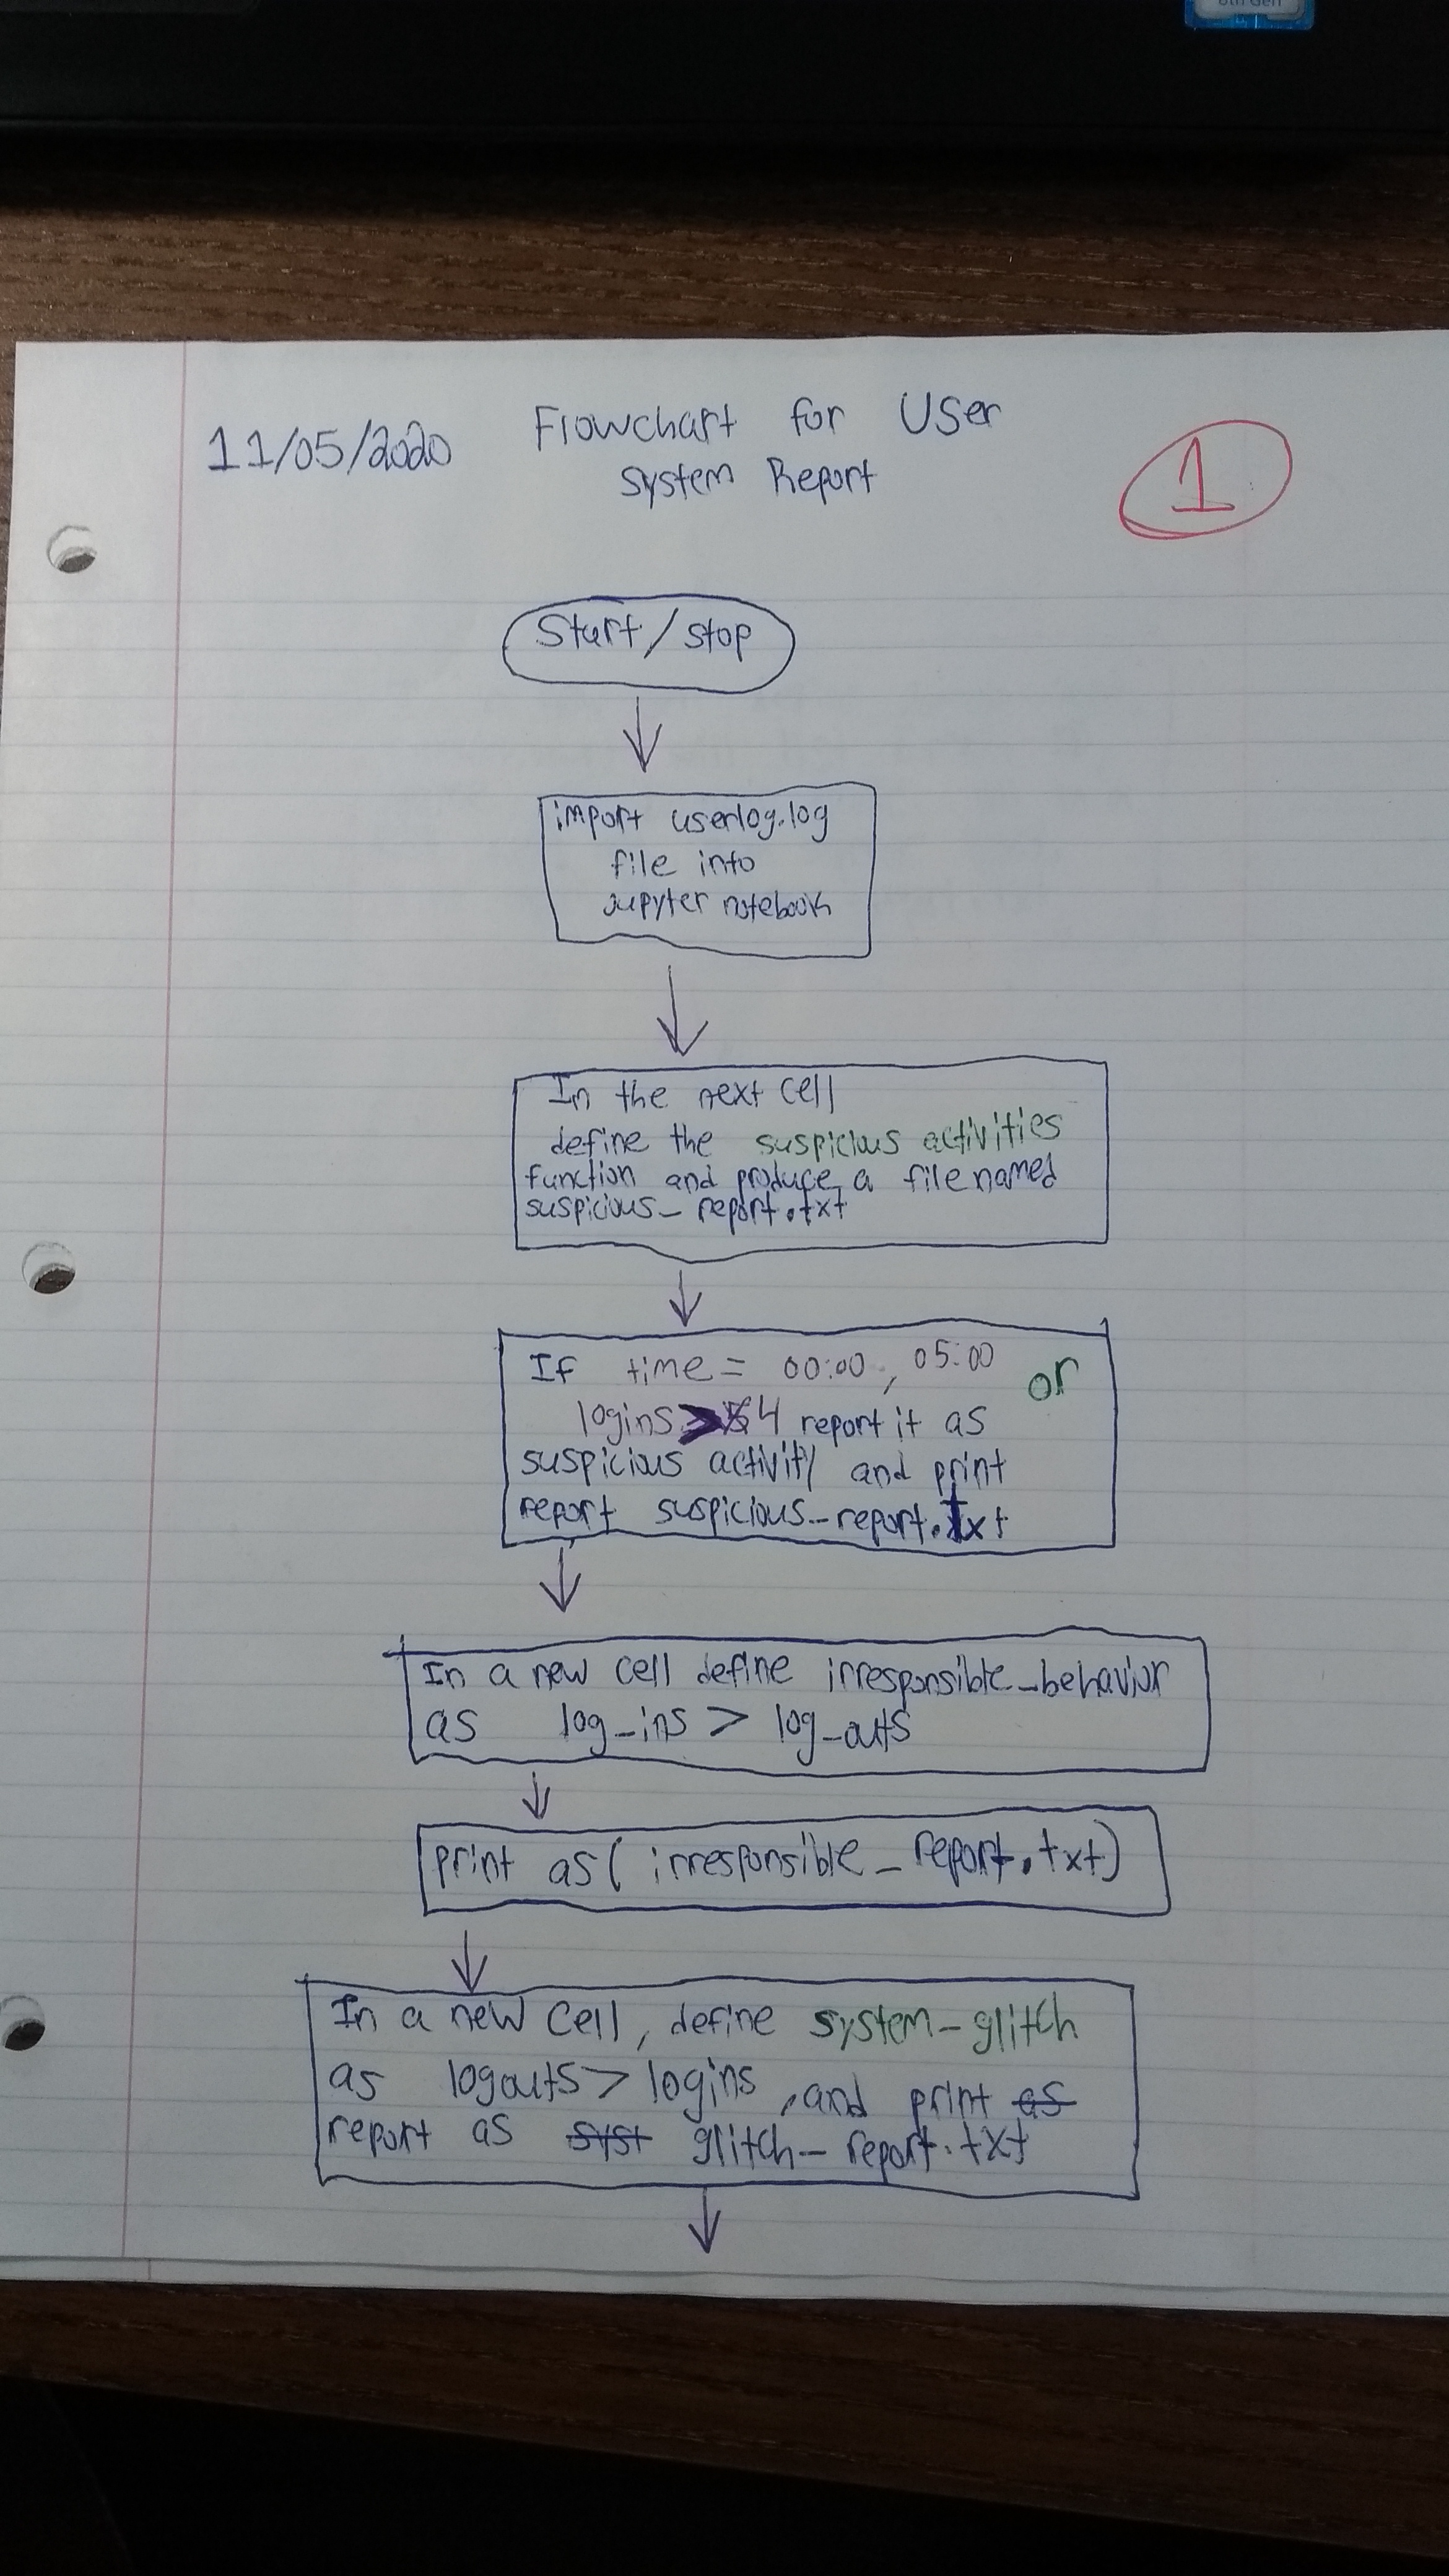 8th Gen
11/05/2020
Flowchart for User
System Report
1
Start/stop
import userlog.log
file into
Jupyter notebook
In the next cell
define the suspicious activities
function and produce a file named
suspicious_report.txt
If time = 00:00, 05:00 or
logins > 4 report it as
suspicious activity and print
report suspicious_report.txt
In a new cell define irresponsible_behavior
as log_ins > log_outs
print as(irresponsible_report.txt)
In a new cell, define system_glitch
as logouts > logins, and print as
report as syst glitch_report.txt